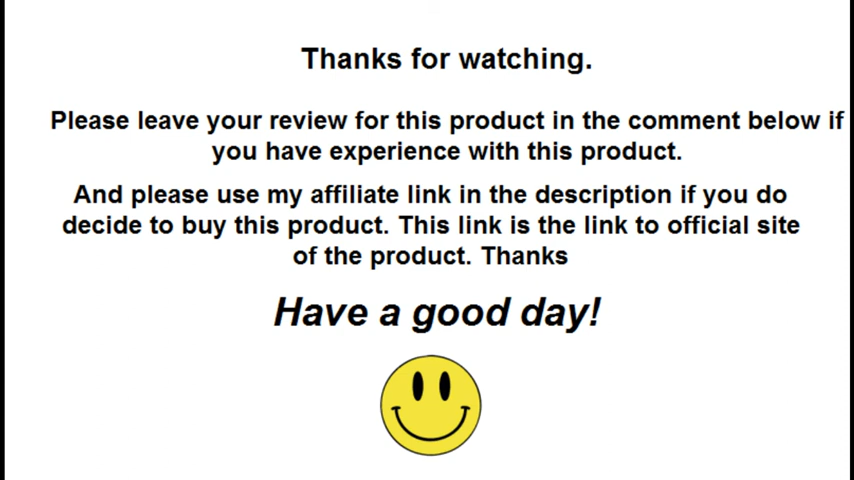 Thanks for watching.
Please leave your review for this product in the comment below if
you have experience with this product.
And please use my affiliate link in the description if you do
decide to buy this product. This link is the link to official site
of the product. Thanks
Have a good day!